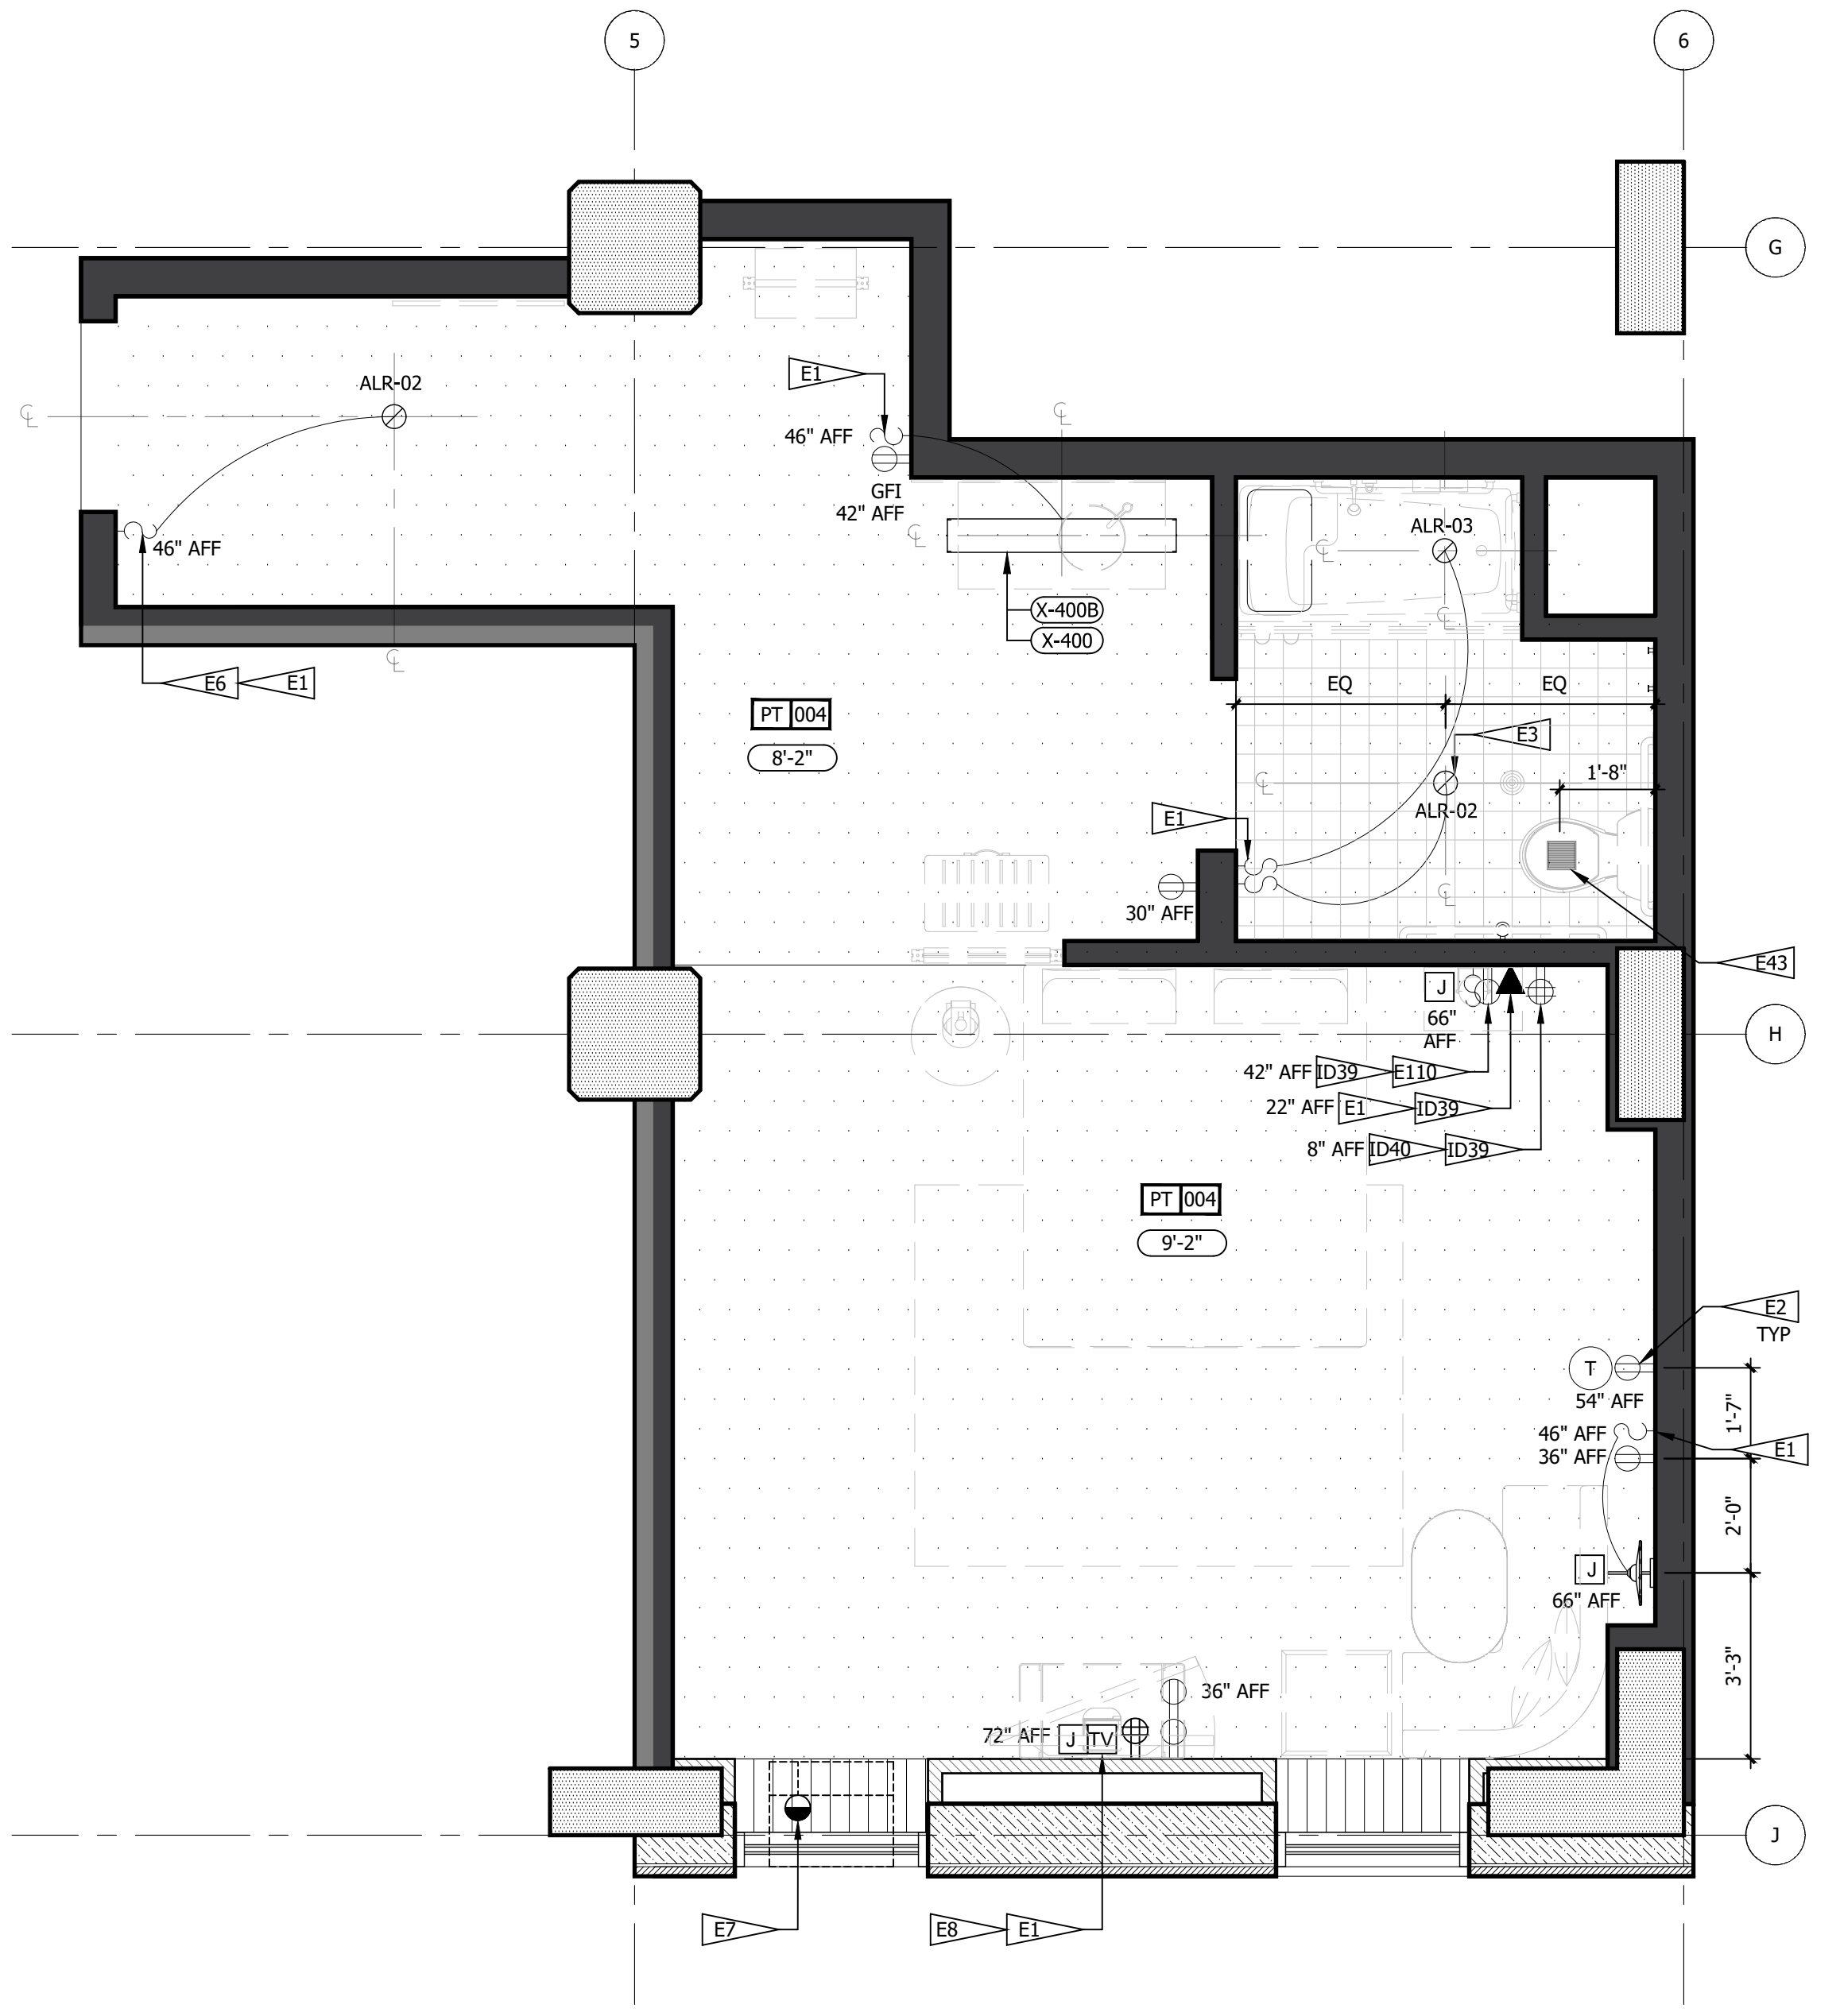 5
6
G
ALR-02
℄
E1
46" AFF
℄
GFI
42" AFF
℄
ALR-03
℄
46" AFF
X-400B
X-400
℄
℄
E6
E1
EQ
EQ
PT
004
E3
8'-2"
1'-8"
℄
ALR-02
E1
℄
30" AFF
E43
J
66"
AFF
H
42" AFF
ID39
E110
22" AFF
E1
ID39
8" AFF
ID40
ID39
PT
004
9'-2"
E2
TYP
T
54" AFF
1'-7"
46" AFF
E1
36" AFF
2'-0"
J
66" AFF
3'-3"
36" AFF
72" AFF
J
TV
J
E7
E8
E1